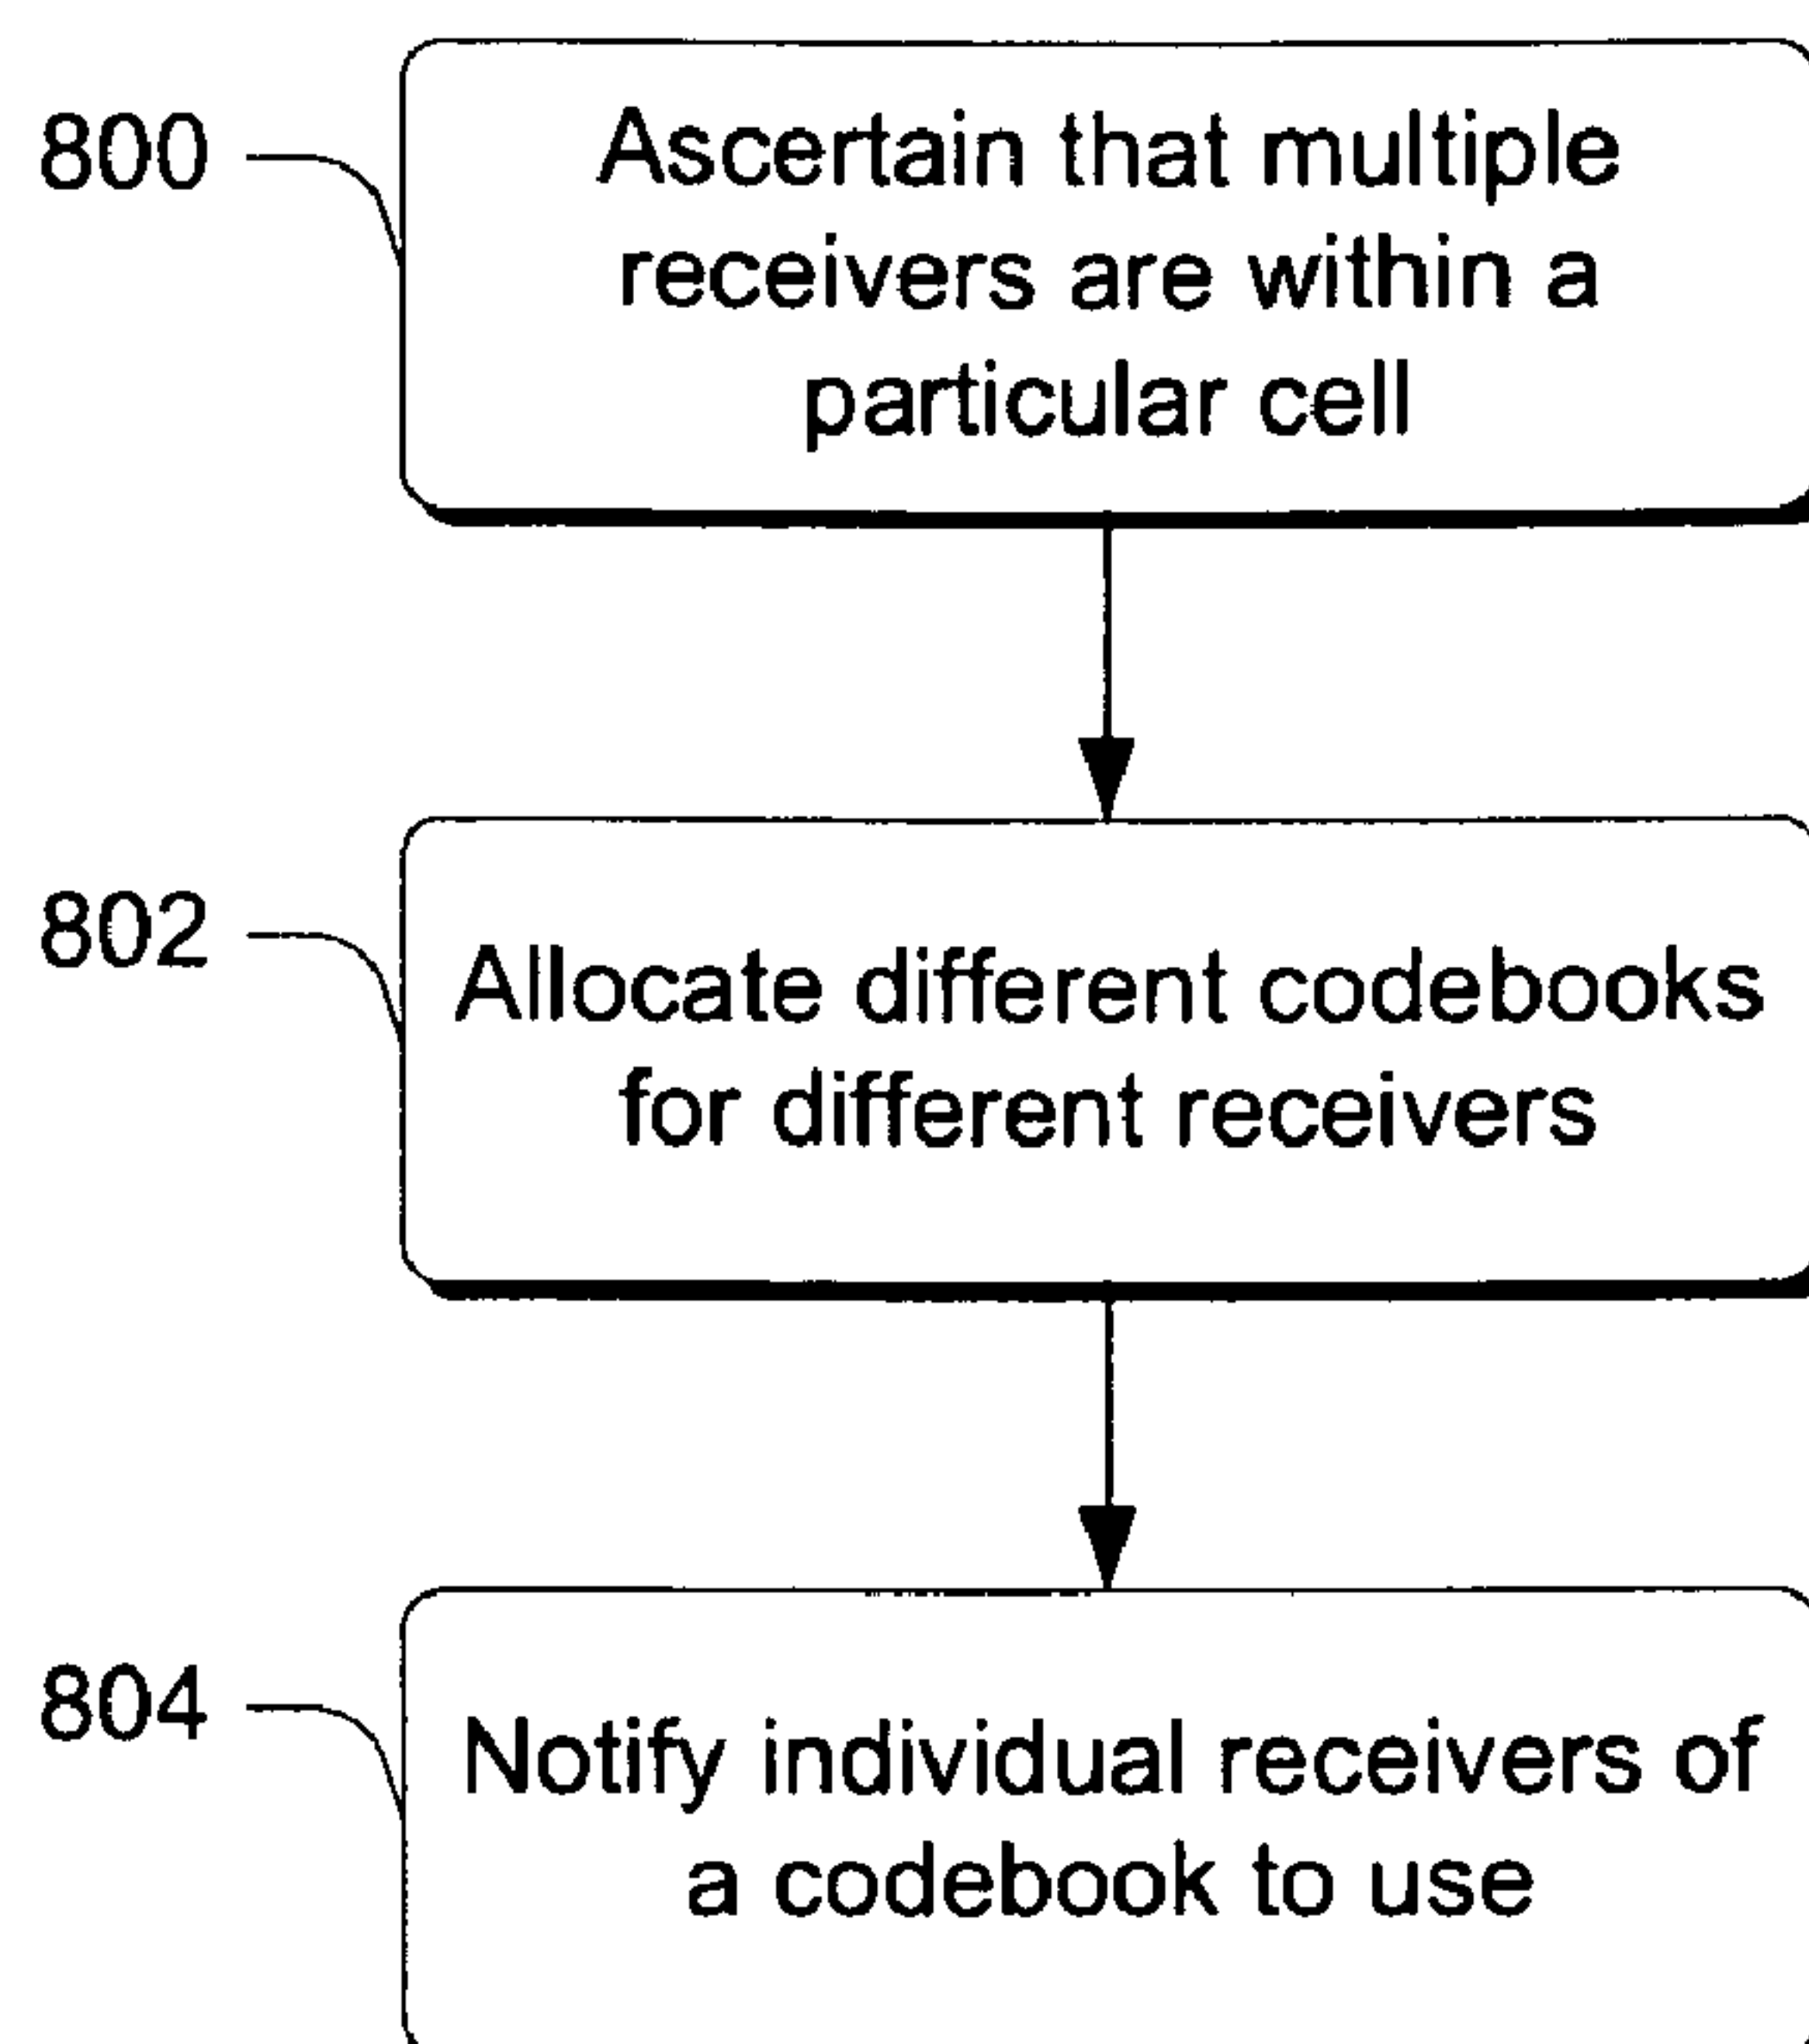 800
Ascertain that multiple
receivers are within a
particular cell
802
Allocate different codebooks
for different receivers
804
Notify individual receivers of
a codebook to use